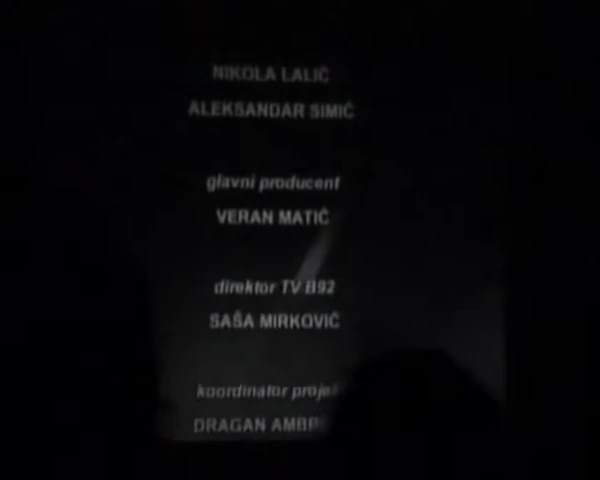 NIKOLA LALIĆ
ALEKSANDAR SIMIĆ
glavni producent
VERAN MATIĆ
direktor TV B92
SAŠA MIRKOVIĆ
koordinator
DRAGAN